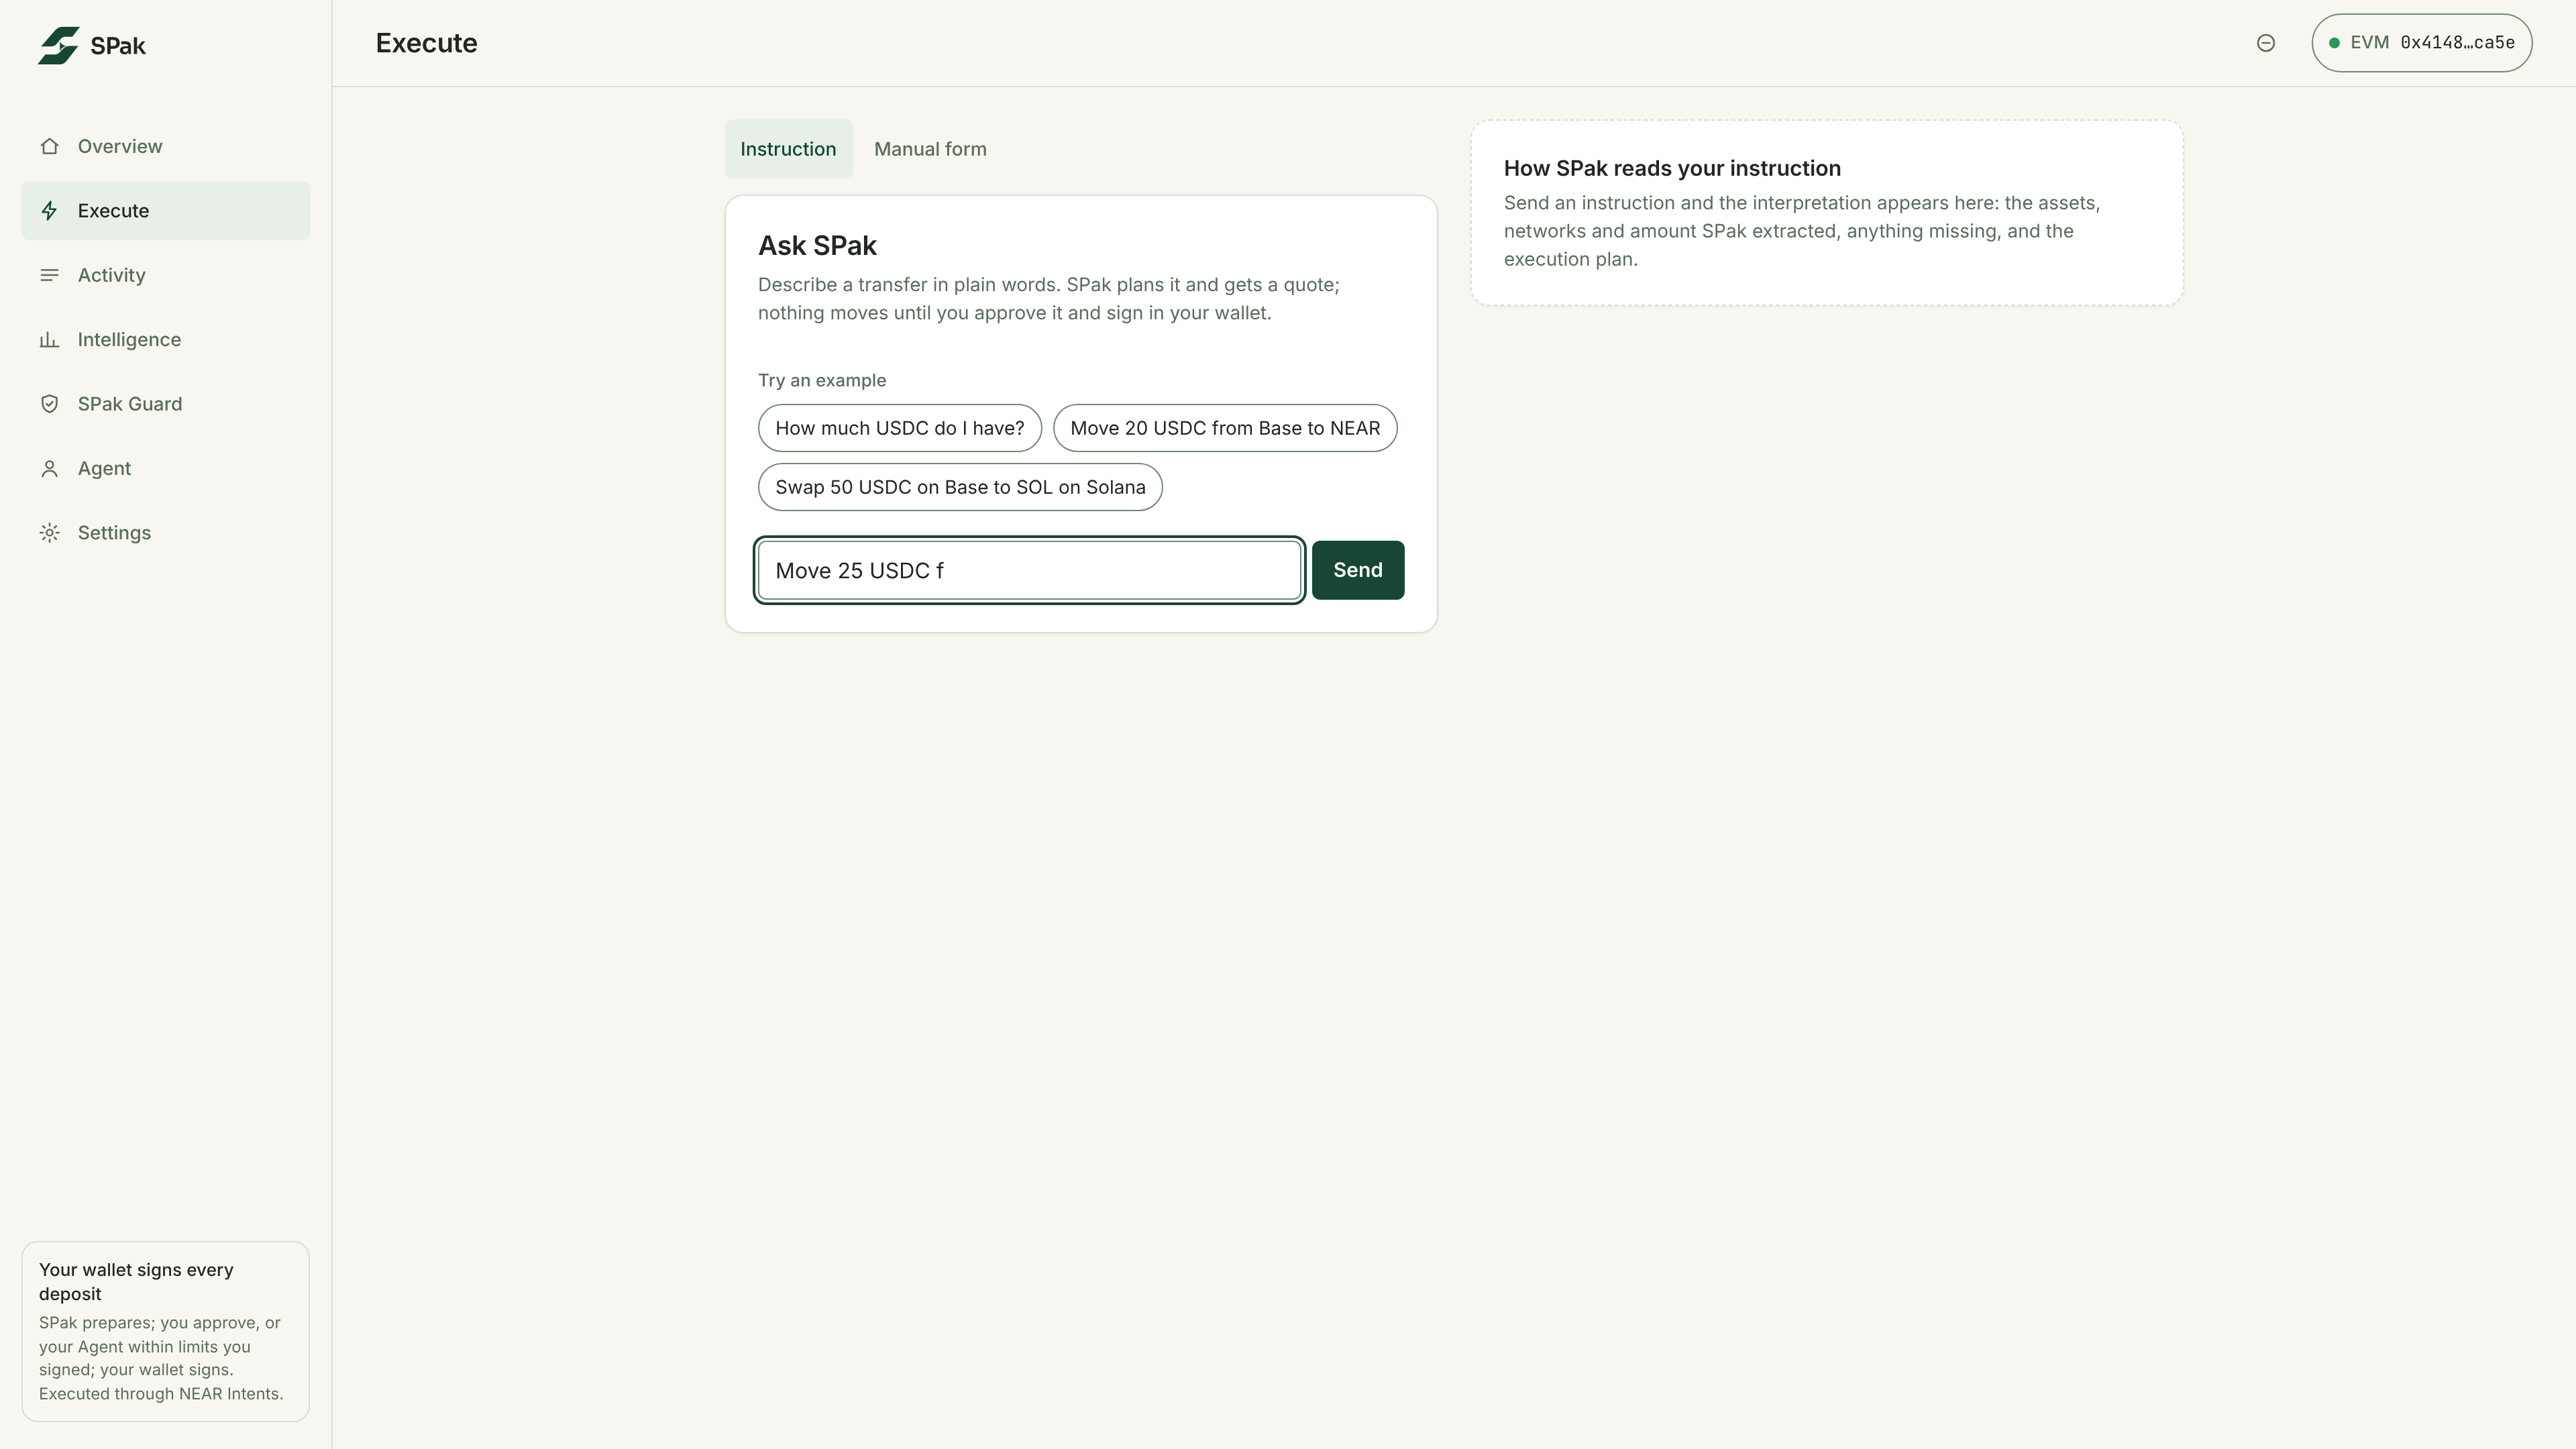 SPak
Overview
Execute
Activity
Intelligence
SPak Guard
Agent
Settings
Your wallet signs every
deposit
SPak prepares; you approve, or
your Agent within limits you
signed; your wallet signs.
Executed through NEAR Intents.
Execute
EVM 0x4148…ca5e
Instruction
Manual form
Ask SPak
Describe a transfer in plain words. SPak plans it and gets a quote;
nothing moves until you approve it and sign in your wallet.
Try an example
How much USDC do I have?
Move 20 USDC from Base to NEAR
Swap 50 USDC on Base to SOL on Solana
Move 25 USDC f
Send
How SPak reads your instruction
Send an instruction and the interpretation appears here: the assets,
networks and amount SPak extracted, anything missing, and the
execution plan.